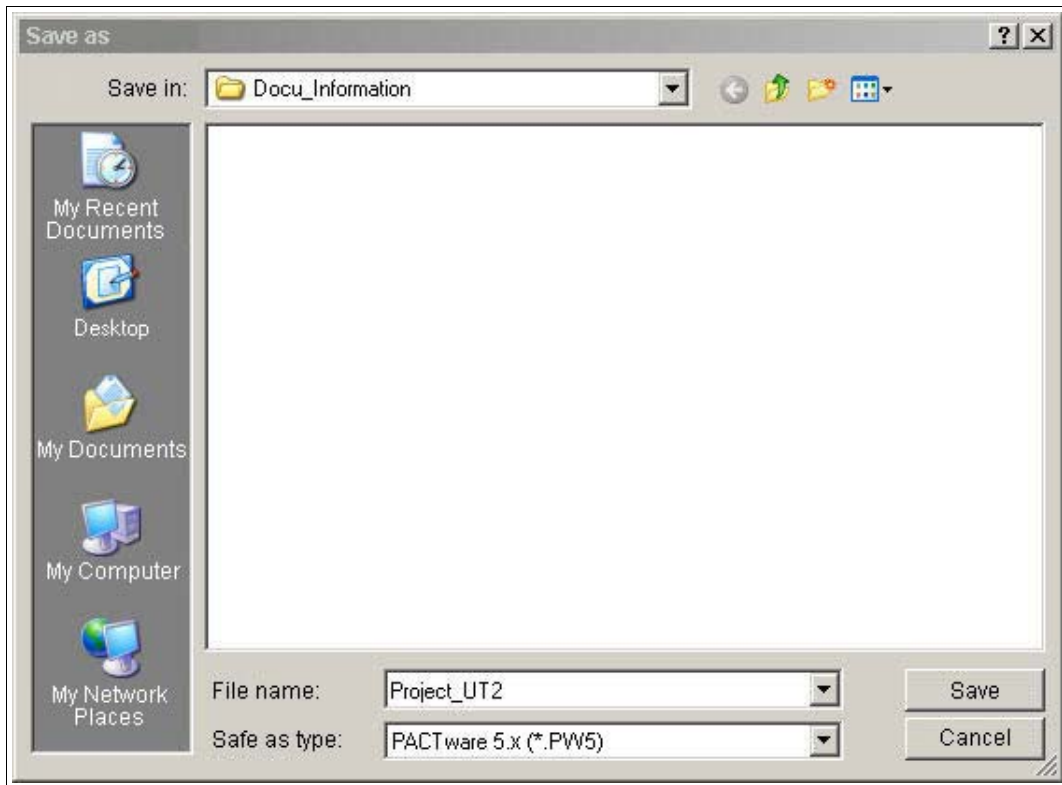 Save as
Save in:
Docu_Information
My Recent
Documents
Desktop
My Documents
My Computer
My Network
Places
File name:
Project_UT2
Save
Safe as type:
PACTware 5.x (*.PW5)
Cancel